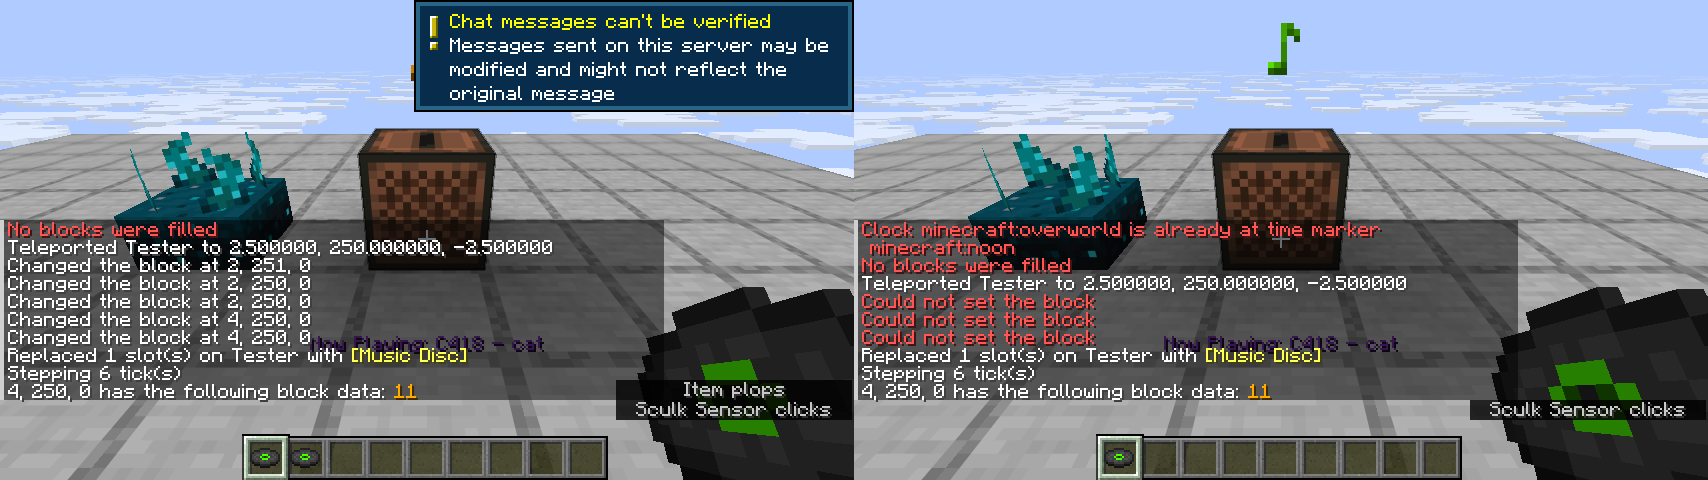 Chat messages can't be verified
Messages sent on this server may be
modified and might not reflect the
original message
No blocks were filled
Teleported Tester to 2.500000, 250.000000, -2.500000
Changed the block at 2, 251, 0
Changed the block at 2, 250, 0
Changed the block at 2, 250, 0
Changed the block at 4, 250, 0
Changed the block at 4, 250, 0
Now Playing: C418 - cat
Replaced 1 slot(s) on Tester with [Music Disc]
Stepping 6 tick(s)
4, 250, 0 has the following block data: 11
Item plops
Sculk Sensor clicks
Clock minecraft:overworld is already at time marker
minecraft:noon
No blocks were filled
Teleported Tester to 2.500000, 250.000000, -2.500000
Could not set the block
Could not set the block
Could not set the block
Now Playing: C418 - cat
Replaced 1 slot(s) on Tester with [Music Disc]
Stepping 6 tick(s)
4, 250, 0 has the following block data: 11
Sculk Sensor clicks